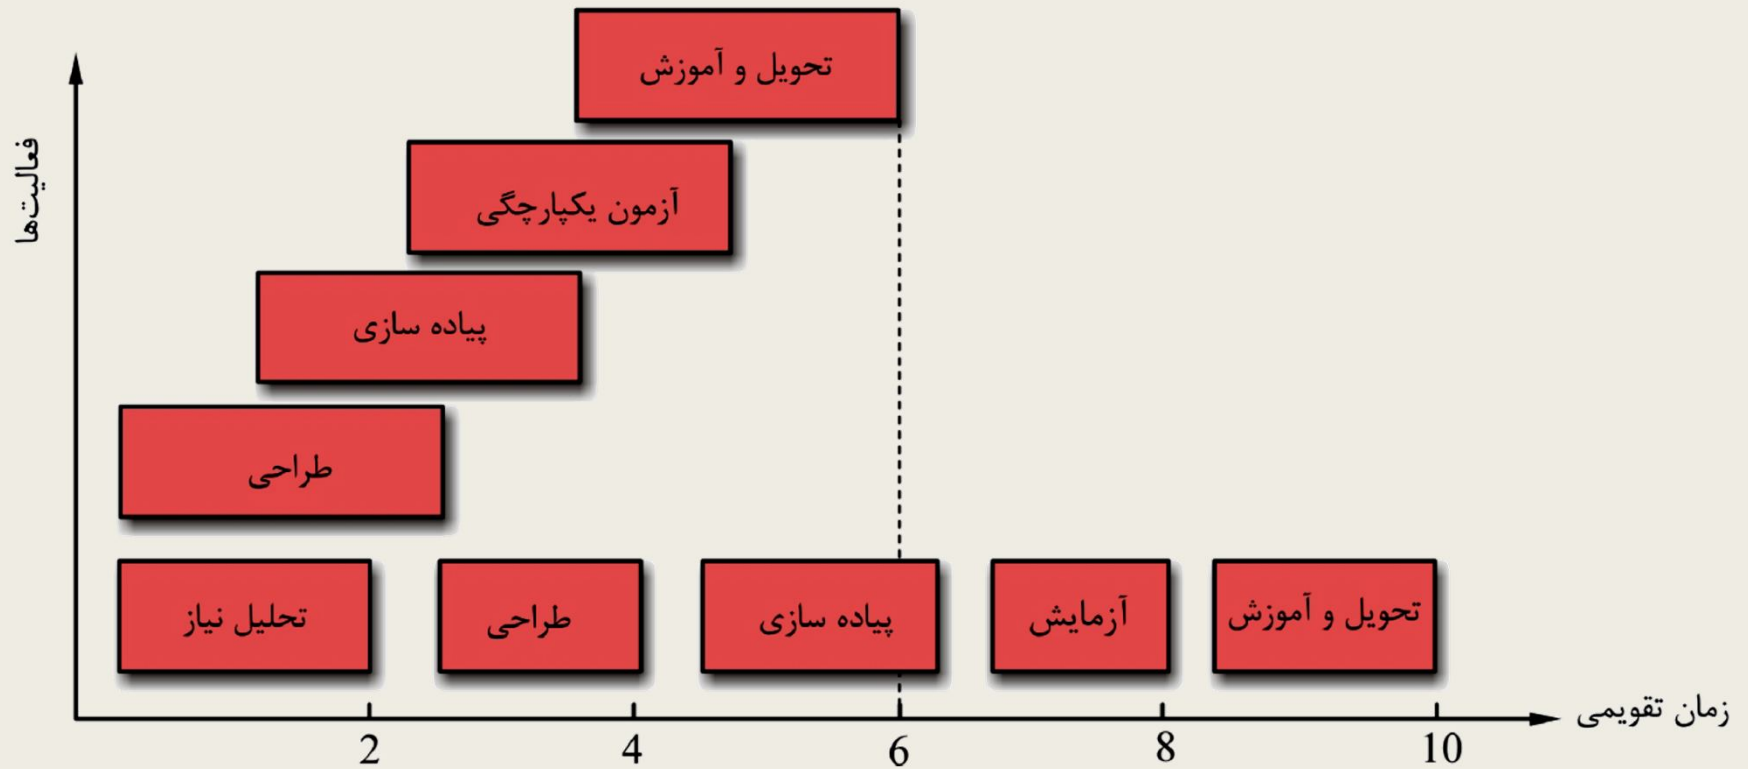 تحویل و آموزش
فعالیت‌ها
آزمون یکپارچگی
پیاده سازی
طراحی
تحلیل نیاز
طراحی
پیاده سازی
آزمایش
تحویل و آموزش
زمان تقویمی
2
4
6
8
10